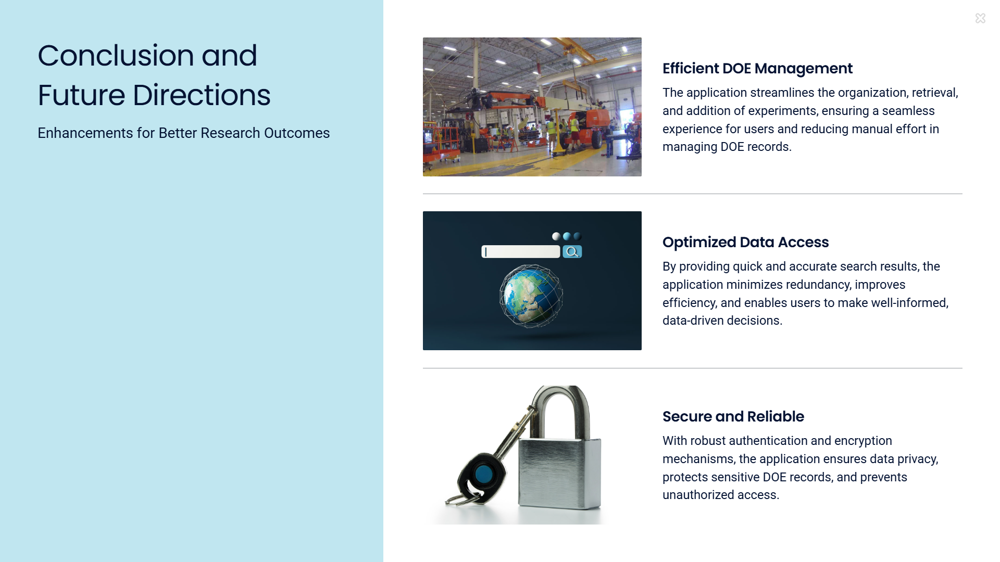 Conclusion and
Future Directions
Enhancements for Better Research Outcomes
Efficient DOE Management
The application streamlines the organization, retrieval,
and addition of experiments, ensuring a seamless
experience for users and reducing manual effort in
managing DOE records.
Optimized Data Access
By providing quick and accurate search results, the
application minimizes redundancy, improves
efficiency, and enables users to make well-informed,
data-driven decisions.
Secure and Reliable
With robust authentication and encryption
mechanisms, the application ensures data privacy,
protects sensitive DOE records, and prevents
unauthorized access.